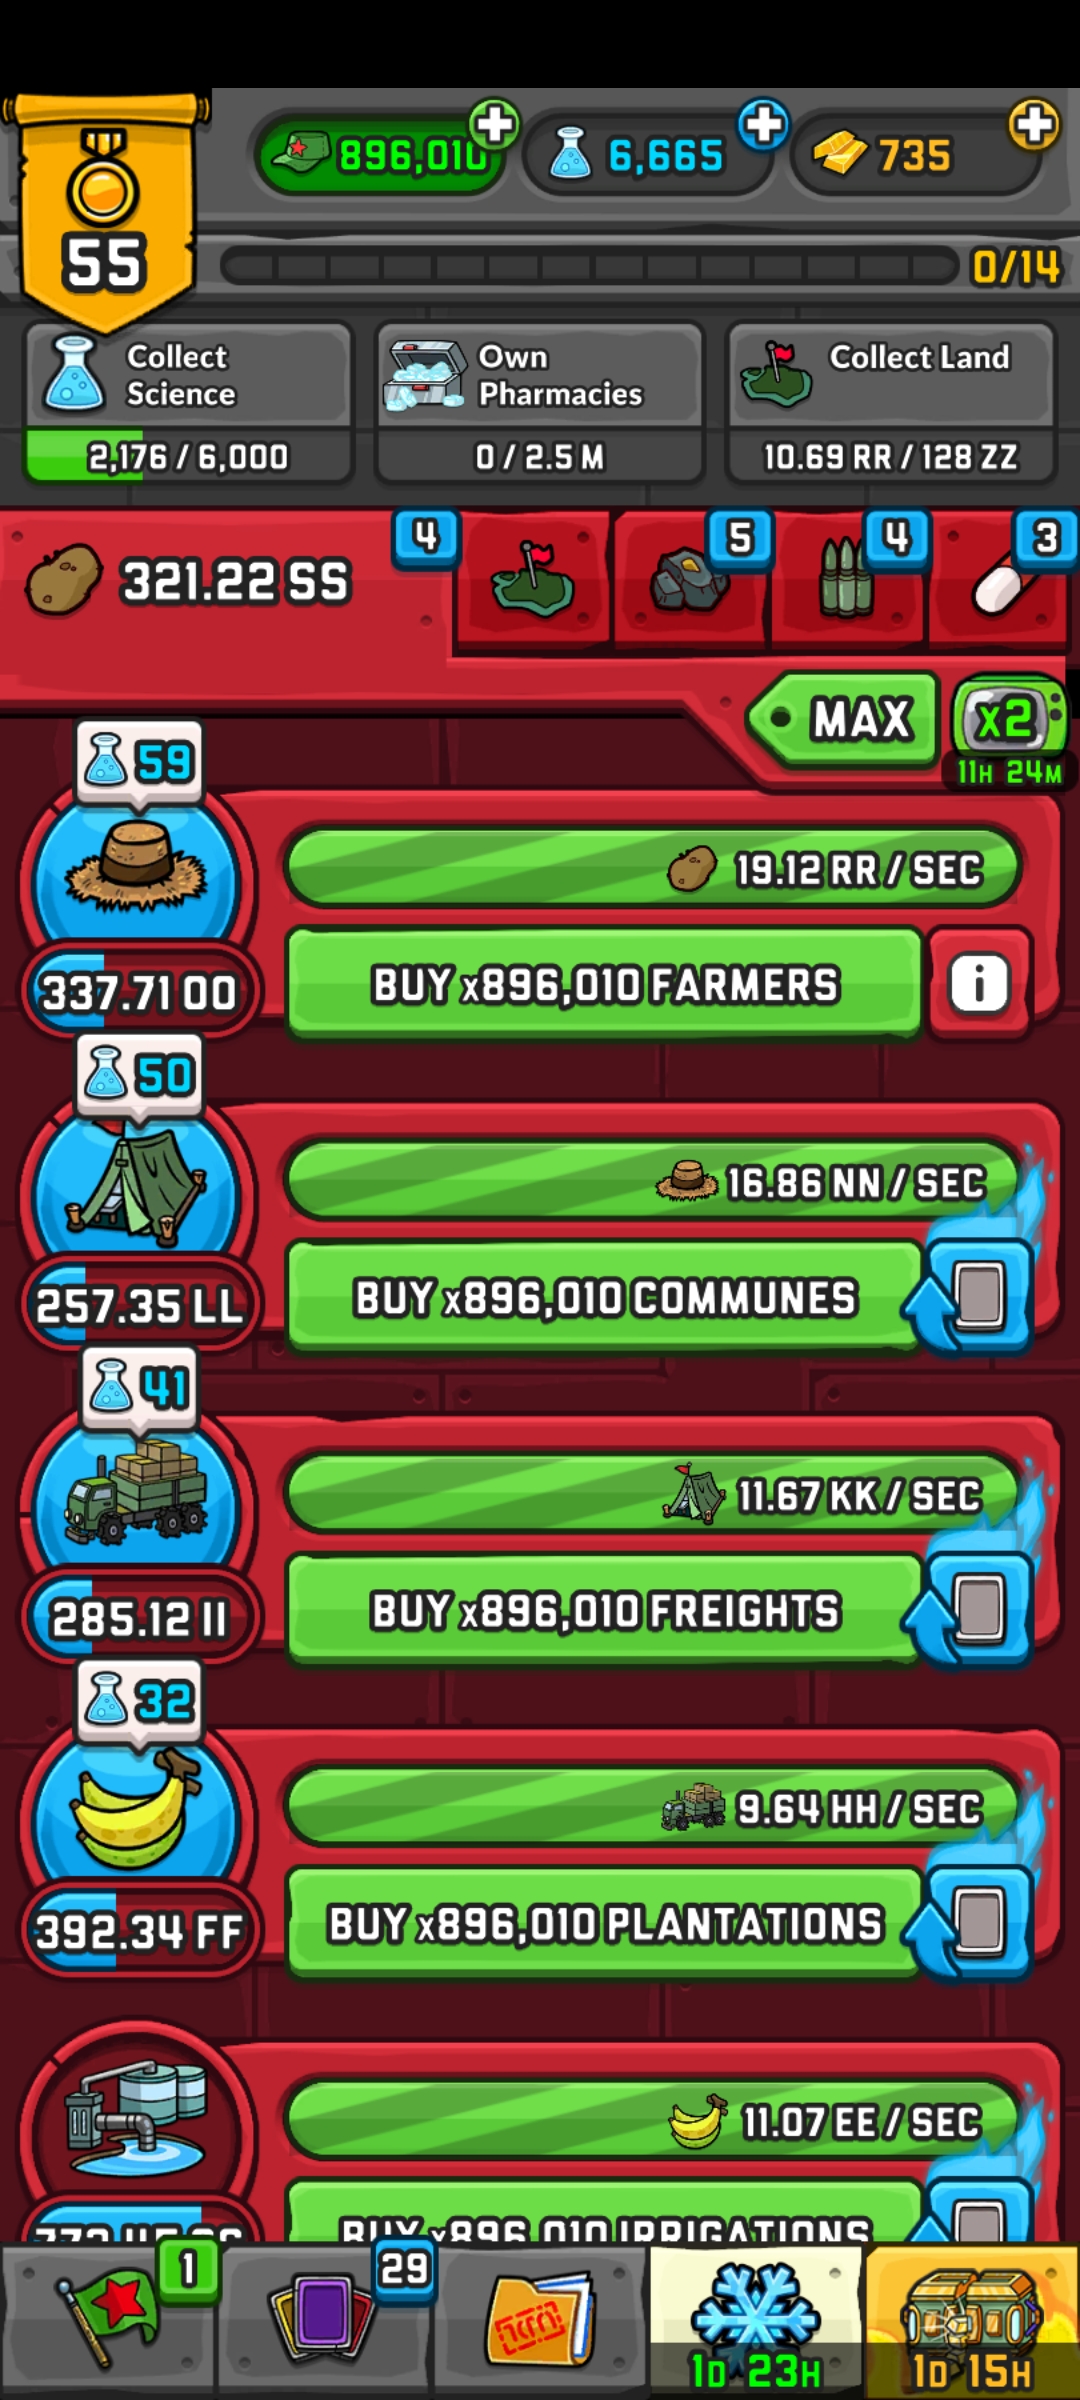 55
896,010
6,665
735
0/14
Collect Science
2,176 / 6,000
Own Pharmacies
0 / 2.5 M
Collect Land
10.69 RR / 128 ZZ
321.22 SS
4
5
4
3
MAX
x2
11H 24M
59
19.12 RR / SEC
337.71 OO
BUY x896,010 FARMERS
i
50
16.86 NN / SEC
257.35 LL
BUY x896,010 COMMUNES
41
11.67 KK / SEC
285.12 II
BUY x896,010 FREIGHTS
32
9.64 HH / SEC
392.34 FF
BUY x896,010 PLANTATIONS
11.07 EE / SEC
BUY x896,010 IRRIGATIONS
1
29
1D 23H
1D 15H